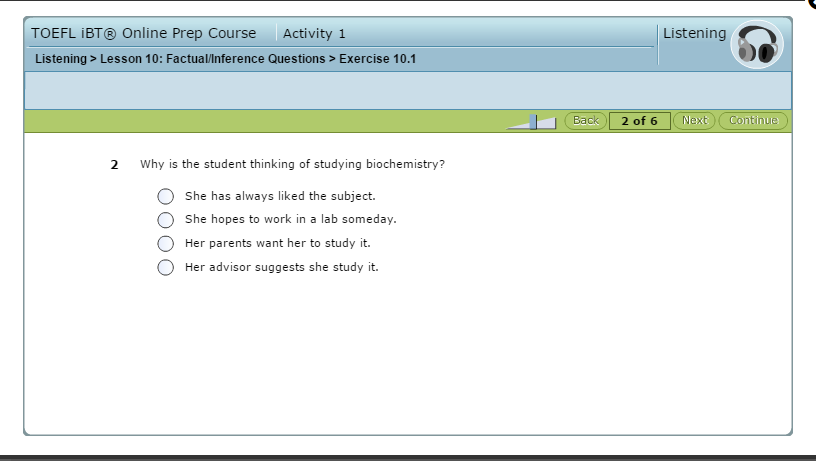 TOEFL iBT® Online Prep Course Activity 1 Listening
Listening > Lesson 10: Factual/Inference Questions > Exercise 10.1
Back 2 of 6 Next Continue
2 Why is the student thinking of studying biochemistry?
She has always liked the subject.
She hopes to work in a lab someday.
Her parents want her to study it.
Her advisor suggests she study it.